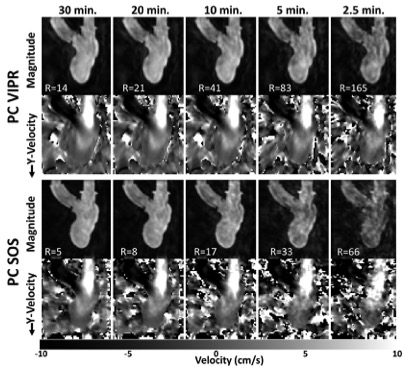 30 min. 20 min. 10 min. 5 min. 2.5 min.
PC VIPR
Magnitude
R=14 R=21 R=41 R=83 R=165
←Y-Velocity
PC SOS
Magnitude
R=5 R=8 R=17 R=33 R=66
←Y-Velocity
-10 -5 0 5 10
Velocity (cm/s)